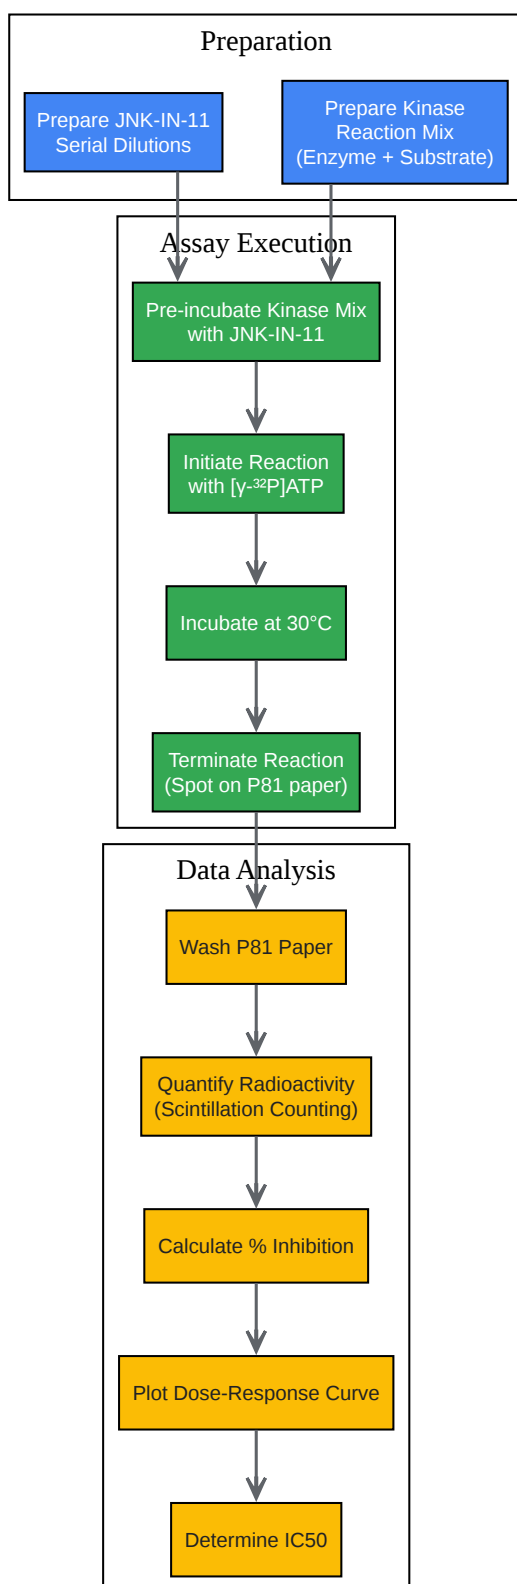 Preparation
Prepare JNK-IN-11
Serial Dilutions
Prepare Kinase
Reaction Mix
(Enzyme + Substrate)
Assay Execution
Pre-incubate Kinase Mix
with JNK-IN-11
Initiate Reaction
with [γ-³²P]ATP
Incubate at 30°C
Terminate Reaction
(Spot on P81 paper)
Data Analysis
Wash P81 Paper
Quantify Radioactivity
(Scintillation Counting)
Calculate % Inhibition
Plot Dose-Response Curve
Determine IC50